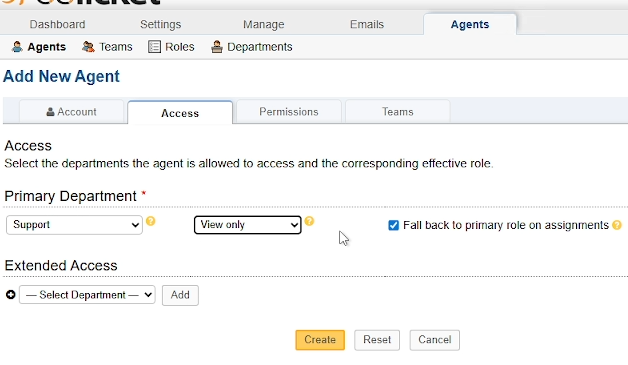 Dashboard Settings Manage Emails Agents
Agents Teams Roles Departments
Add New Agent
Account Access Permissions Teams
Access
Select the departments the agent is allowed to access and the corresponding effective role.
Primary Department *
Support View only Fall back to primary role on assignments
Extended Access
— Select Department — Add
Create Reset Cancel